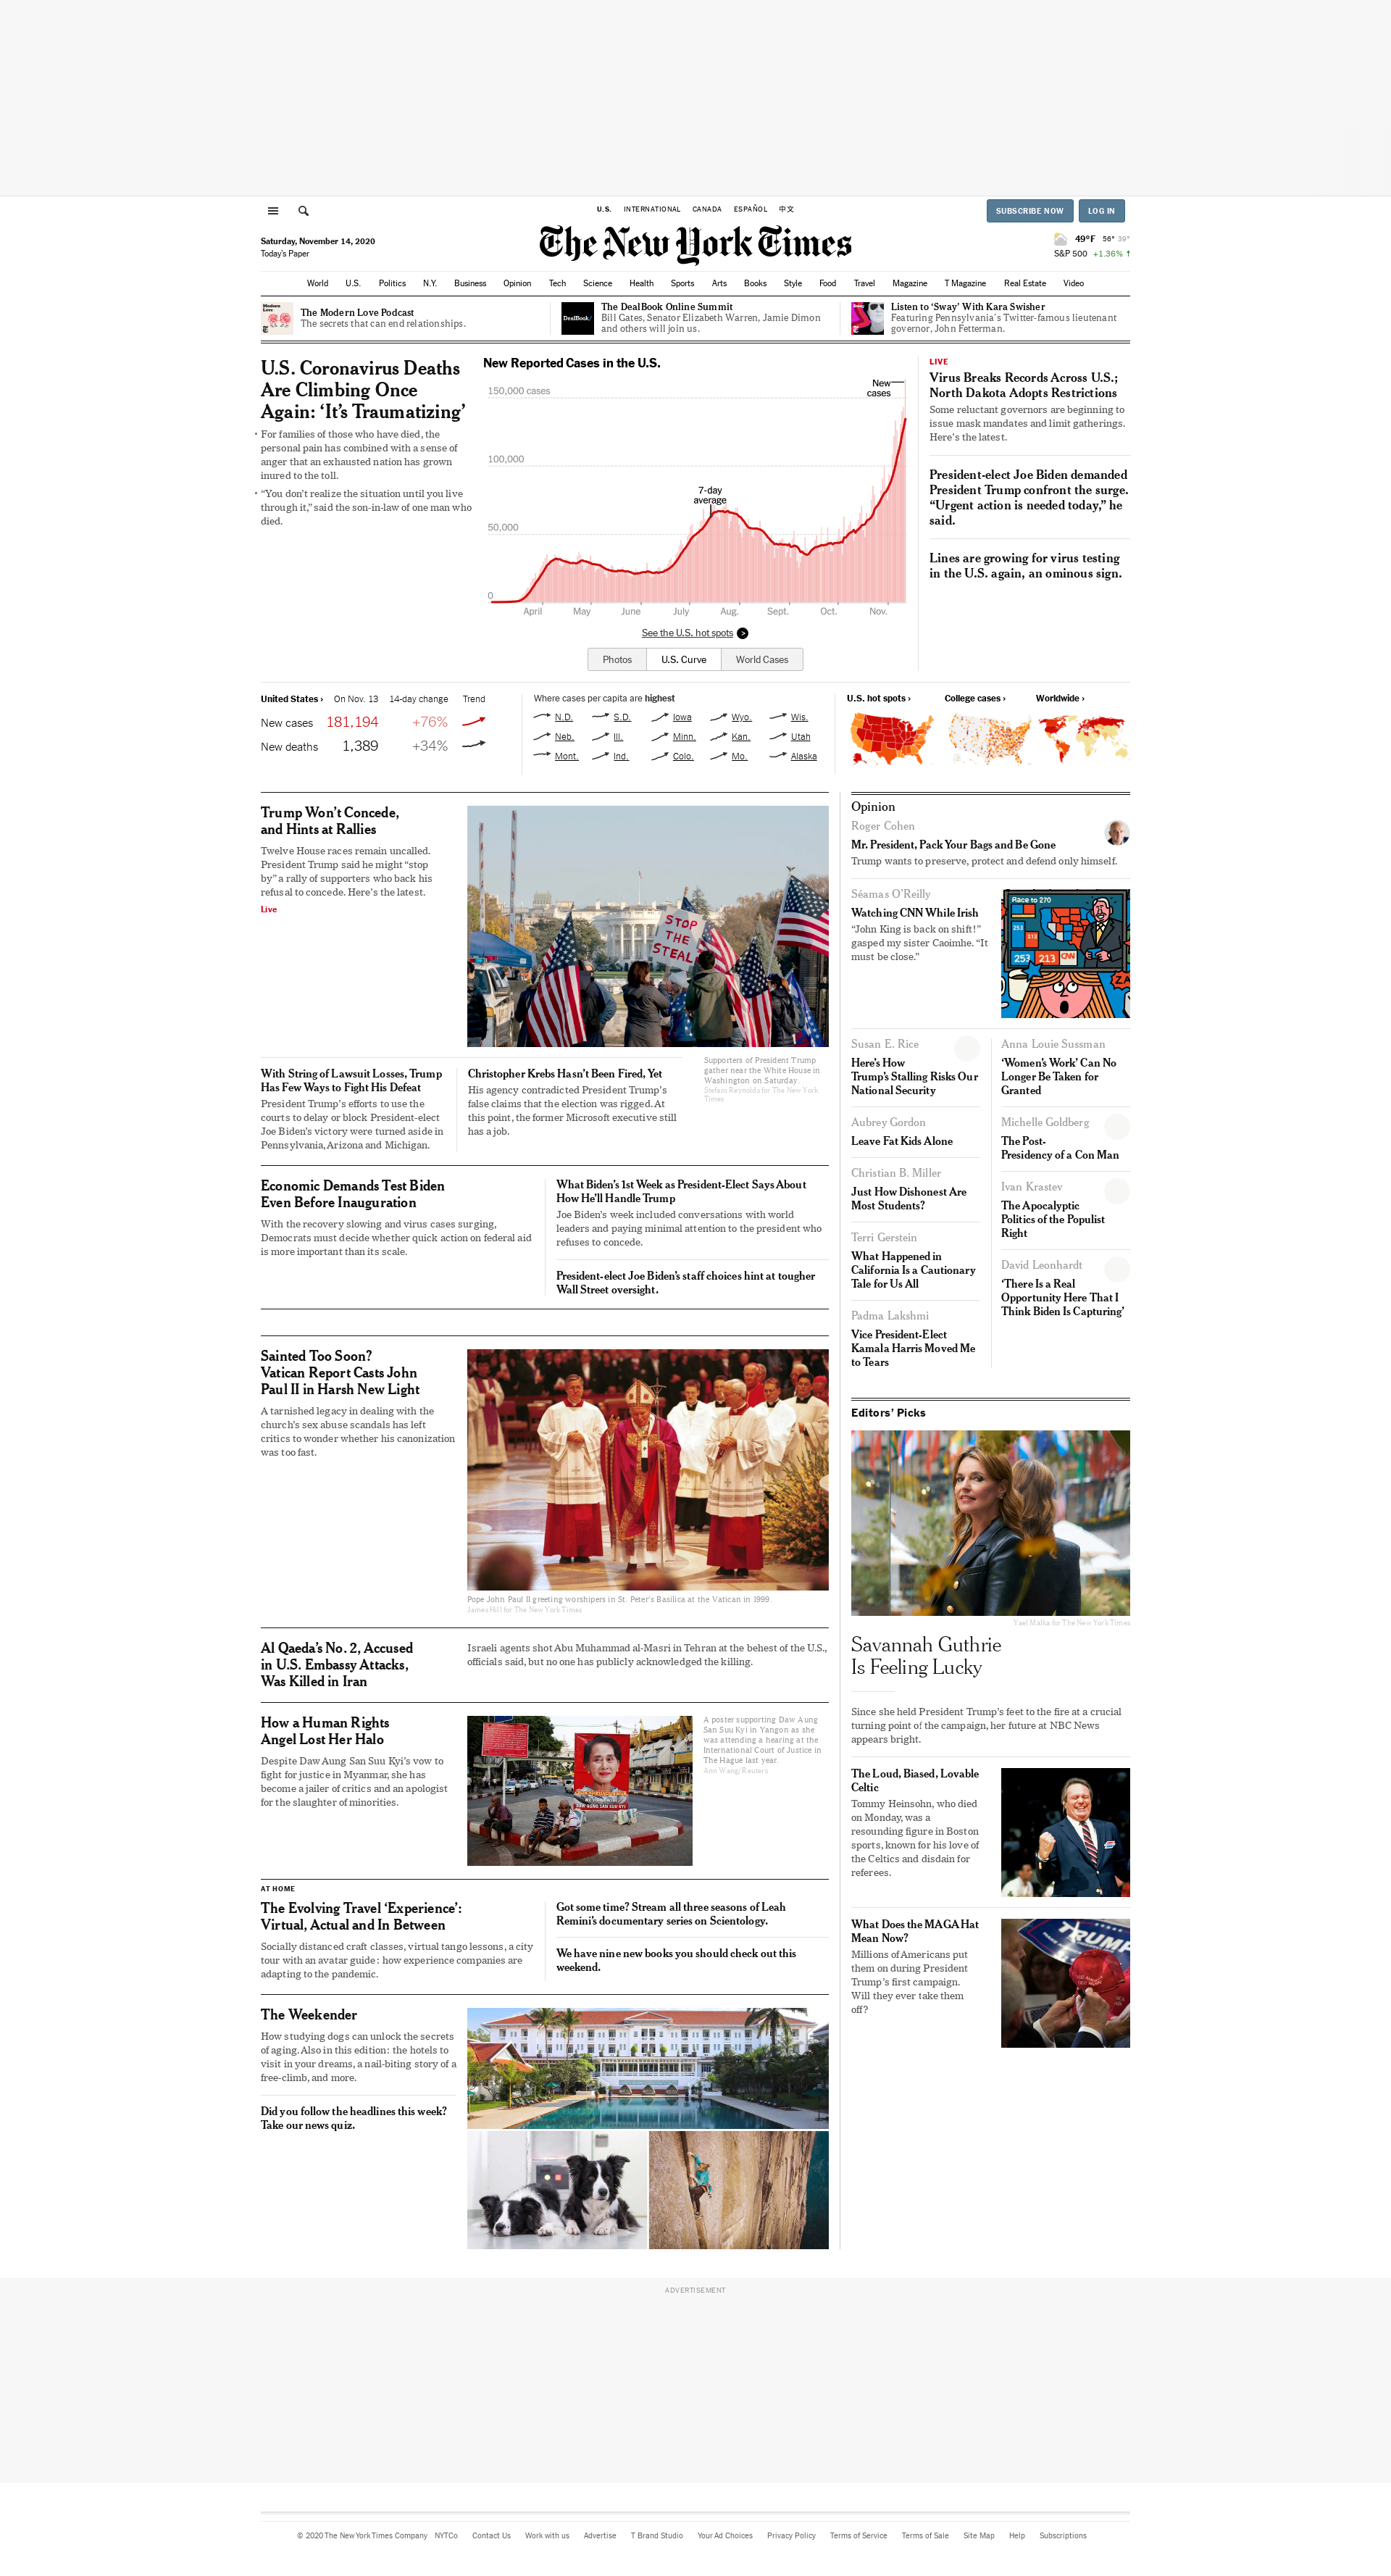 U.S. INTERNATIONAL CANADA ESPAÑOL 中文
SUBSCRIBE NOW LOG IN
Saturday, November 14, 2020
Today's Paper
The New York Times
49°F 56° 39°
S&P 500 +1.36% ↑
World U.S. Politics N.Y. Business Opinion Tech Science Health Sports Arts Books Style Food Travel Magazine T Magazine Real Estate Video
Modern
Love
The Modern Love Podcast
The secrets that can end relationships.
DealBook
The DealBook Online Summit
Bill Gates, Senator Elizabeth Warren, Jamie Dimon
and others will join us.
Listen to ‘Sway’ With Kara Swisher
Featuring Pennsylvania's Twitter-famous lieutenant
governor, John Fetterman.
U.S. Coronavirus Deaths
Are Climbing Once
Again: ‘It’s Traumatizing’
• For families of those who have died, the
personal pain has combined with a sense of
anger that an exhausted nation has grown
inured to the toll.
• “You don’t realize the situation until you live
through it,” said the son-in-law of one man who
died.
New Reported Cases in the U.S.
150,000 cases
New
cases
100,000
7-day
average
50,000
0
April May June July Aug. Sept. Oct. Nov.
See the U.S. hot spots >
Photos U.S. Curve World Cases
LIVE
Virus Breaks Records Across U.S.;
North Dakota Adopts Restrictions
Some reluctant governors are beginning to
issue mask mandates and limit gatherings.
Here’s the latest.
President-elect Joe Biden demanded
President Trump confront the surge.
“Urgent action is needed today,” he
said.
Lines are growing for virus testing
in the U.S. again, an ominous sign.
United States › On Nov. 13 14-day change Trend
New cases 181,194 +76%
New deaths 1,389 +34%
Where cases per capita are highest
N.D. S.D. Iowa Wyo. Wis.
Neb. Ill. Minn. Kan. Utah
Mont. Ind. Colo. Mo. Alaska
U.S. hot spots › College cases › Worldwide ›
Trump Won’t Concede,
and Hints at Rallies
Twelve House races remain uncalled.
President Trump said he might “stop
by” a rally of supporters who back his
refusal to concede. Here’s the latest.
Live
STOP
THE
STEAL
Supporters of President Trump
gather near the White House in
Washington on Saturday.
Stefani Reynolds for The New York
Times
With String of Lawsuit Losses, Trump
Has Few Ways to Fight His Defeat
President Trump’s efforts to use the
courts to delay or block President-elect
Joe Biden’s victory were turned aside in
Pennsylvania, Arizona and Michigan.
Christopher Krebs Hasn’t Been Fired, Yet
His agency contradicted President Trump’s
false claims that the election was rigged. At
this point, the former Microsoft executive still
has a job.
Economic Demands Test Biden
Even Before Inauguration
With the recovery slowing and virus cases surging,
Democrats must decide whether quick action on federal aid
is more important than its scale.
What Biden’s 1st Week as President-Elect Says About
How He’ll Handle Trump
Joe Biden’s week included conversations with world
leaders and paying minimal attention to the president who
refuses to concede.
President-elect Joe Biden’s staff choices hint at tougher
Wall Street oversight.
Sainted Too Soon?
Vatican Report Casts John
Paul II in Harsh New Light
A tarnished legacy in dealing with the
church’s sex abuse scandals has left
critics to wonder whether his canonization
was too fast.
Pope John Paul II greeting worshipers in St. Peter’s Basilica at the Vatican in 1999.
James Hill for The New York Times
Al Qaeda’s No. 2, Accused
in U.S. Embassy Attacks,
Was Killed in Iran
Israeli agents shot Abu Muhammad al-Masri in Tehran at the behest of the U.S.,
officials said, but no one has publicly acknowledged the killing.
How a Human Rights
Angel Lost Her Halo
Despite Daw Aung San Suu Kyi’s vow to
fight for justice in Myanmar, she has
become a jailer of critics and an apologist
for the slaughter of minorities.
A poster supporting Daw Aung
San Suu Kyi in Yangon as she
was attending a hearing at the
International Court of Justice in
The Hague last year.
Ann Wang/Reuters
AT HOME
The Evolving Travel ‘Experience’:
Virtual, Actual and In Between
Socially distanced craft classes, virtual tango lessons, a city
tour with an avatar guide: how experience companies are
adapting to the pandemic.
Got some time? Stream all three seasons of Leah
Remini’s documentary series on Scientology.
We have nine new books you should check out this
weekend.
The Weekender
How studying dogs can unlock the secrets
of aging. Also in this edition: the hotels to
visit in your dreams, a nail-biting story of a
free-climb, and more.
Did you follow the headlines this week?
Take our news quiz.
Opinion
Roger Cohen
Mr. President, Pack Your Bags and Be Gone
Trump wants to preserve, protect and defend only himself.
Séamas O’Reilly
Watching CNN While Irish
“John King is back on shift!”
gasped my sister Caoimhe. “It
must be close.”
Race to 270
253
213
253 213 CNN
ZA
Susan E. Rice
Here’s How
Trump’s Stalling Risks Our
National Security
Aubrey Gordon
Leave Fat Kids Alone
Christian B. Miller
Just How Dishonest Are
Most Students?
Terri Gerstein
What Happened in
California Is a Cautionary
Tale for Us All
Padma Lakshmi
Vice President-Elect
Kamala Harris Moved Me
to Tears
Anna Louie Sussman
‘Women’s Work’ Can No
Longer Be Taken for
Granted
Michelle Goldberg
The Post-
Presidency of a Con Man
Ivan Krastev
The Apocalyptic
Politics of the Populist
Right
David Leonhardt
‘There Is a Real
Opportunity Here That I
Think Biden Is Capturing’
Editors’ Picks
Yael Malka for The New York Times
Savannah Guthrie
Is Feeling Lucky
Since she held President Trump’s feet to the fire at a crucial
turning point of the campaign, her future at NBC News
appears bright.
The Loud, Biased, Lovable
Celtic
Tommy Heinsohn, who died
on Monday, was a
resounding figure in Boston
sports, known for his love of
the Celtics and disdain for
referees.
What Does the MAGA Hat
Mean Now?
Millions of Americans put
them on during President
Trump’s first campaign.
Will they ever take them
off?
TRUMP
ADVERTISEMENT
© 2020 The New York Times Company NYTCo Contact Us Work with us Advertise T Brand Studio Your Ad Choices Privacy Policy Terms of Service Terms of Sale Site Map Help Subscriptions